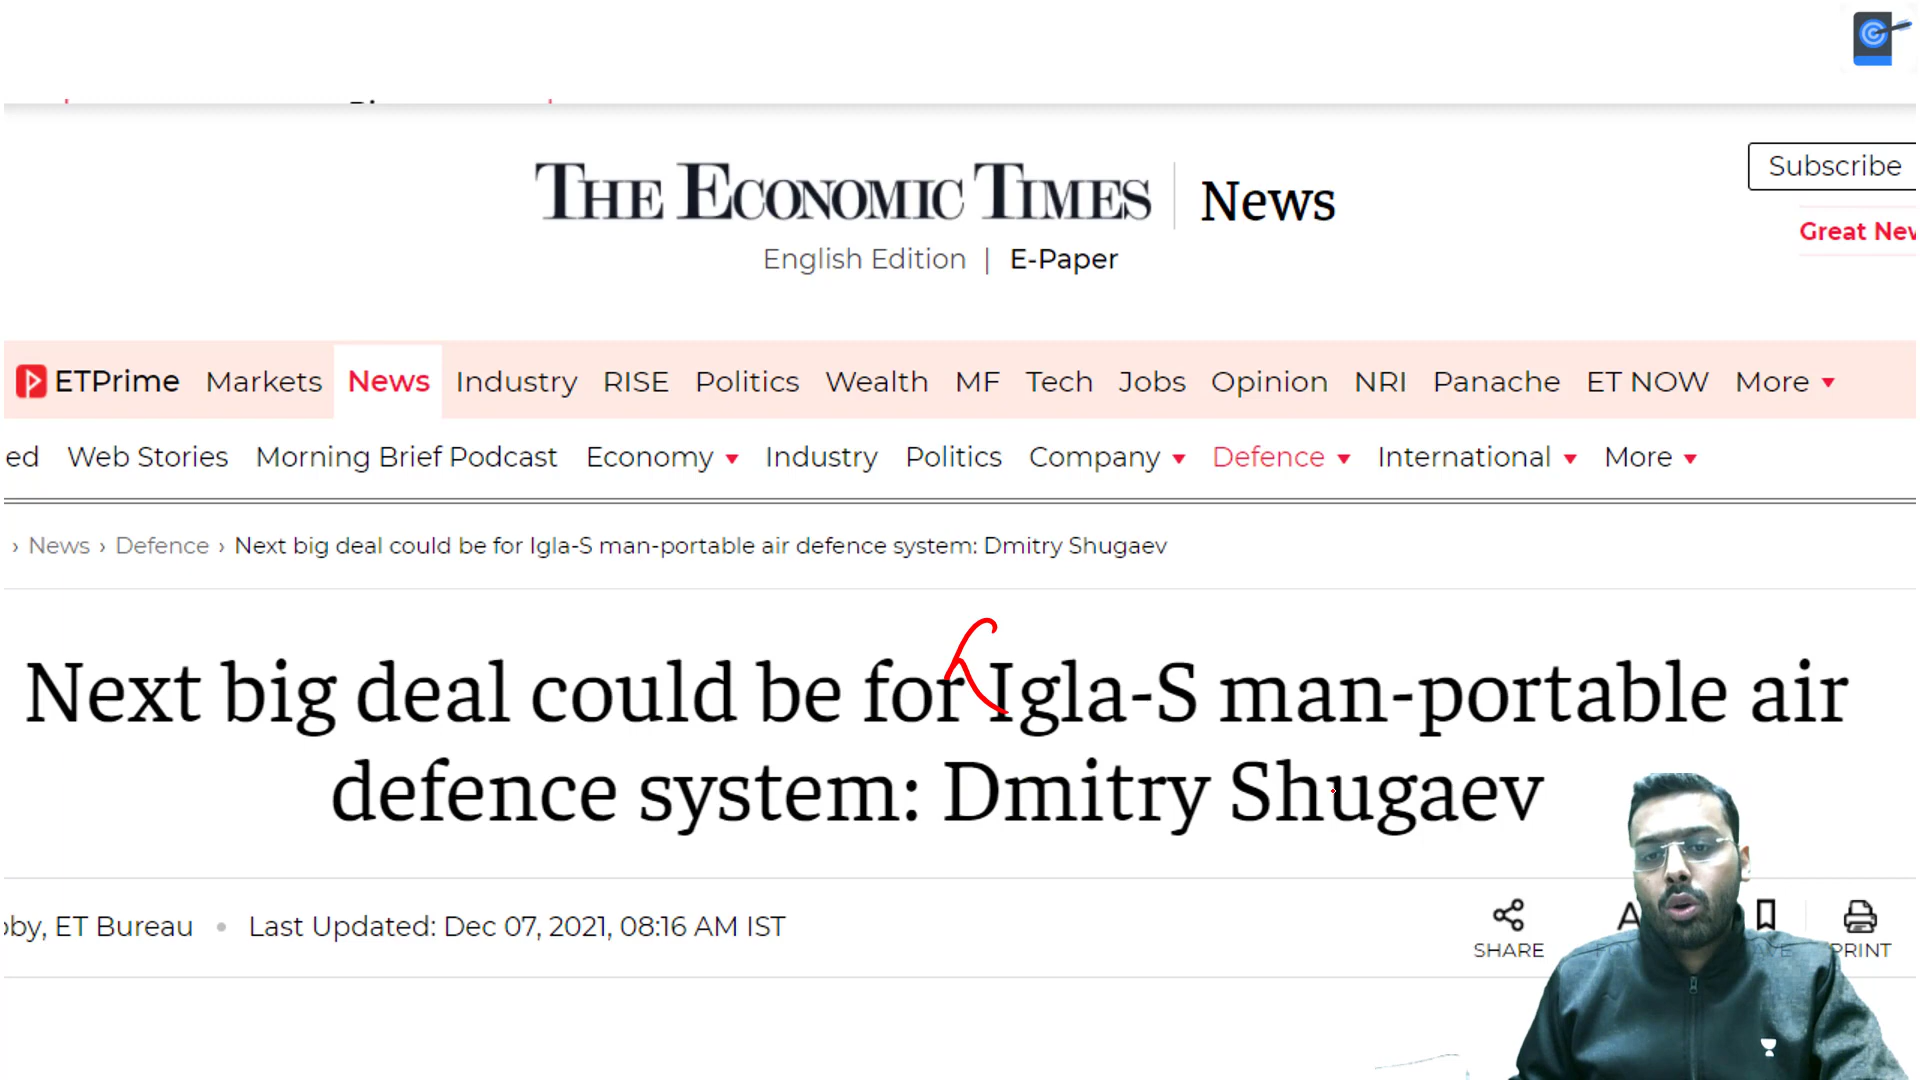 THE ECONOMIC TIMES | News
Subscribe
English Edition | E-Paper
ETPrime Markets News Industry RISE Politics Wealth MF Tech Jobs Opinion NRI Panache ET NOW More
ed Web Stories Morning Brief Podcast Economy Industry Politics Company Defence International More
› News › Defence › Next big deal could be for Igla-S man-portable air defence system: Dmitry Shugaev
Next big deal could be for Igla-S man-portable air
defence system: Dmitry Shugaev
by, ET Bureau • Last Updated: Dec 07, 2021, 08:16 AM IST
SHARE
PRINT